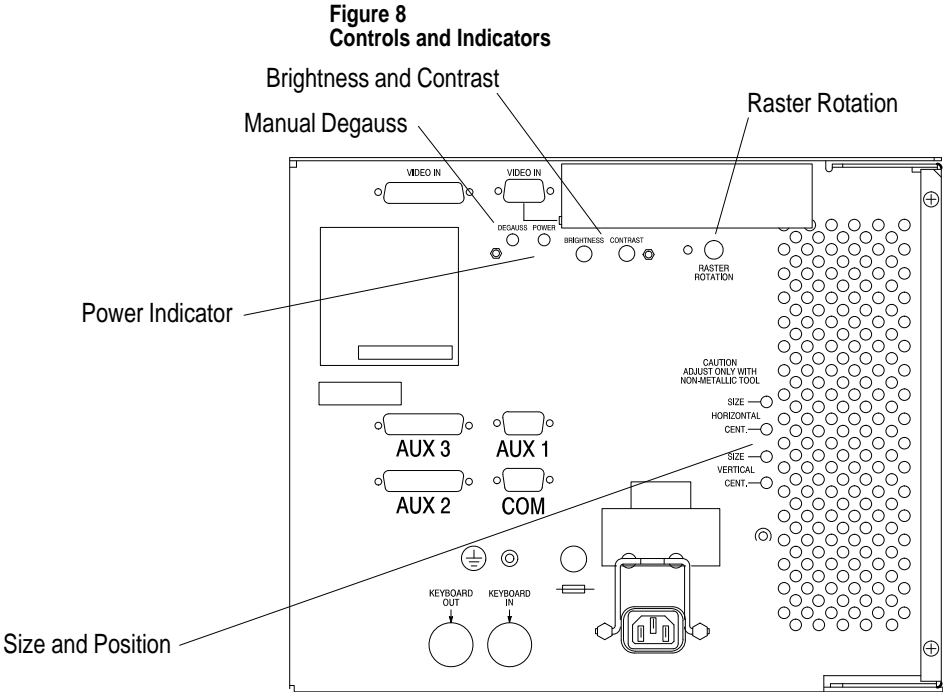 Figure 8
Controls and Indicators
Brightness and Contrast
Raster Rotation
Manual Degauss
VIDEO IN
VIDEO IN
DEGAUSS
POWER
BRIGHTNESS
CONTRAST
RASTER
ROTATION
Power Indicator
CAUTION
ADJUST ONLY WITH
NON-METALLIC TOOL
SIZE
HORIZONTAL
CENT.
SIZE
VERTICAL
CENT.
AUX 3
AUX 1
AUX 2
COM
KEYBOARD
OUT
KEYBOARD
IN
Size and Position